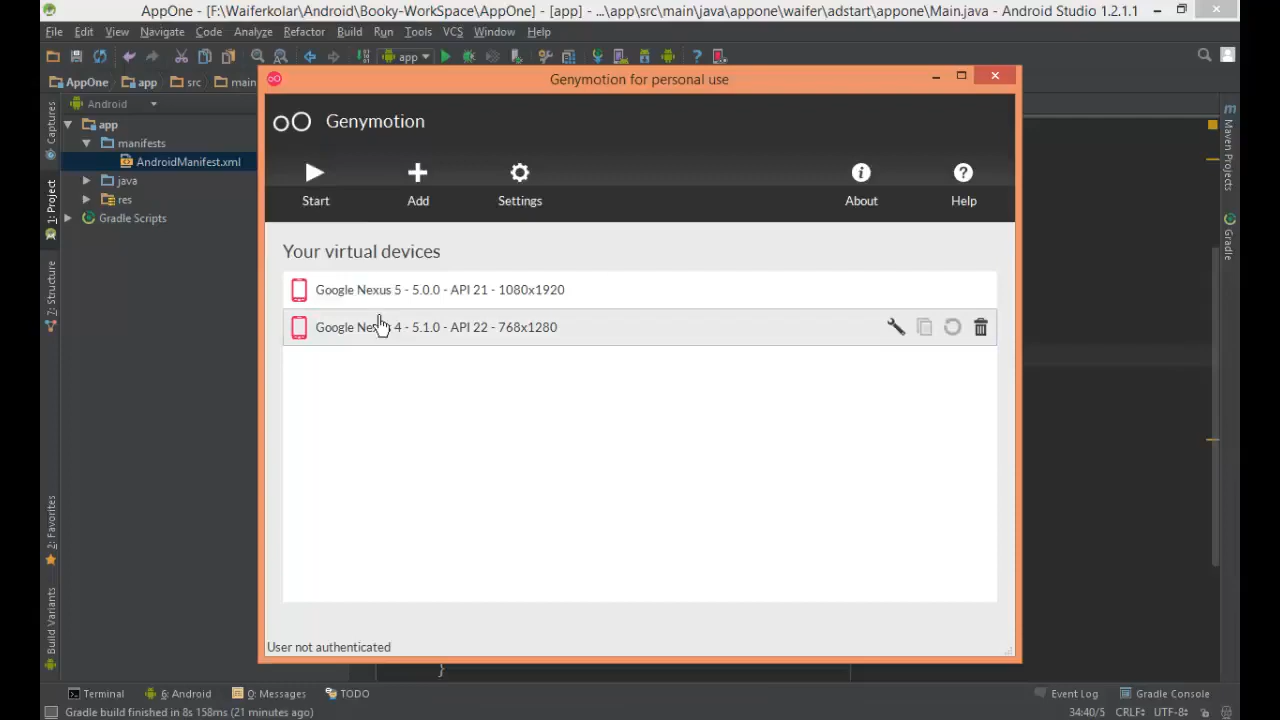 AppOne - [F:\Waiferkolar\Android\Booky-WorkSpace\AppOne] - [app] - ...\app\src\main\java\appone\waifer\adstart\appone\Main.java - Android Studio 1.2.1.1
File Edit View Navigate Code Analyze Refactor Build Run Tools VCS Window Help
app
AppOne app src main
Genymotion for personal use
Android
Genymotion
app
manifests
AndroidManifest.xml
java
res
Gradle Scripts
Start Add Settings About Help
Your virtual devices
Google Nexus 5 - 5.0.0 - API 21 - 1080x1920
Google Nexus 4 - 5.1.0 - API 22 - 768x1280
User not authenticated
}
Captures
1: Project
7: Structure
2: Favorites
Build Variants
Maven Projects
Gradle
Terminal 6: Android 0: Messages TODO Event Log Gradle Console
Gradle build finished in 8s 158ms (21 minutes ago) 34:40/5 CRLF÷ UTF-8÷